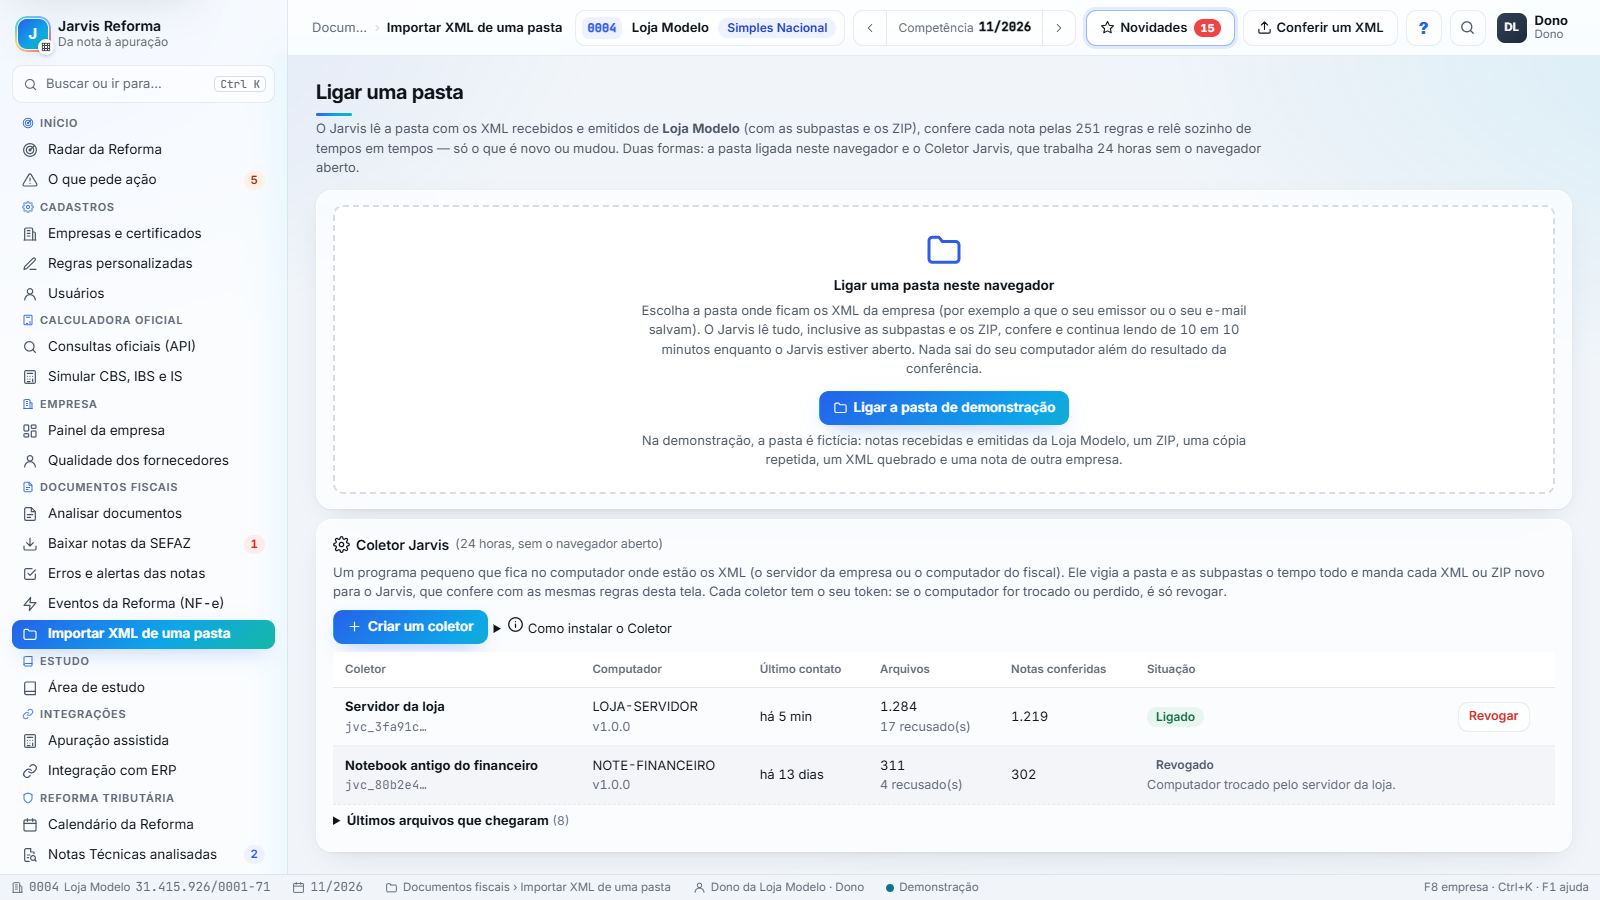 J
Jarvis Reforma
Da nota à apuração
Buscar ou ir para...
Ctrl K
INÍCIO
Radar da Reforma
O que pede ação
5
CADASTROS
Empresas e certificados
Regras personalizadas
Usuários
CALCULADORA OFICIAL
Consultas oficiais (API)
Simular CBS, IBS e IS
EMPRESA
Painel da empresa
Qualidade dos fornecedores
DOCUMENTOS FISCAIS
Analisar documentos
Baixar notas da SEFAZ
1
Erros e alertas das notas
Eventos da Reforma (NF-e)
Importar XML de uma pasta
ESTUDO
Área de estudo
INTEGRAÇÕES
Apuração assistida
Integração com ERP
REFORMA TRIBUTÁRIA
Calendário da Reforma
Notas Técnicas analisadas
2
Docum... › Importar XML de uma pasta
0004 Loja Modelo Simples Nacional
‹ Competência 11/2026 ›
Novidades 15
Conferir um XML
?
DL
Dono
Dono
Ligar uma pasta
O Jarvis lê a pasta com os XML recebidos e emitidos de Loja Modelo (com as subpastas e os ZIP), confere cada nota pelas 251 regras e relê sozinho de
tempos em tempos — só o que é novo ou mudou. Duas formas: a pasta ligada neste navegador e o Coletor Jarvis, que trabalha 24 horas sem o navegador
aberto.
Ligar uma pasta neste navegador
Escolha a pasta onde ficam os XML da empresa (por exemplo a que o seu emissor ou o seu e-mail
salvam). O Jarvis lê tudo, inclusive as subpastas e os ZIP, confere e continua lendo de 10 em 10
minutos enquanto o Jarvis estiver aberto. Nada sai do seu computador além do resultado da
conferência.
Ligar a pasta de demonstração
Na demonstração, a pasta é fictícia: notas recebidas e emitidas da Loja Modelo, um ZIP, uma cópia
repetida, um XML quebrado e uma nota de outra empresa.
Coletor Jarvis (24 horas, sem o navegador aberto)
Um programa pequeno que fica no computador onde estão os XML (o servidor da empresa ou o computador do fiscal). Ele vigia a pasta e as subpastas o tempo todo e manda cada XML ou ZIP novo
para o Jarvis, que confere com as mesmas regras desta tela. Cada coletor tem o seu token: se o computador for trocado ou perdido, é só revogar.
+ Criar um coletor
▶ Como instalar o Coletor
Coletor Computador Último contato Arquivos Notas conferidas Situação
Servidor da loja
jvc_3fa91c…
LOJA-SERVIDOR
v1.0.0
há 5 min
1.284
17 recusado(s)
1.219
Ligado
Revogar
Notebook antigo do financeiro
jvc_80b2e4…
NOTE-FINANCEIRO
v1.0.0
há 13 dias
311
4 recusado(s)
302
Revogado
Computador trocado pelo servidor da loja.
▶ Últimos arquivos que chegaram (8)
0004 Loja Modelo 31.415.926/0001-71
11/2026
Documentos fiscais › Importar XML de uma pasta
Dono da Loja Modelo · Dono
Demonstração
F8 empresa · Ctrl+K · F1 ajuda